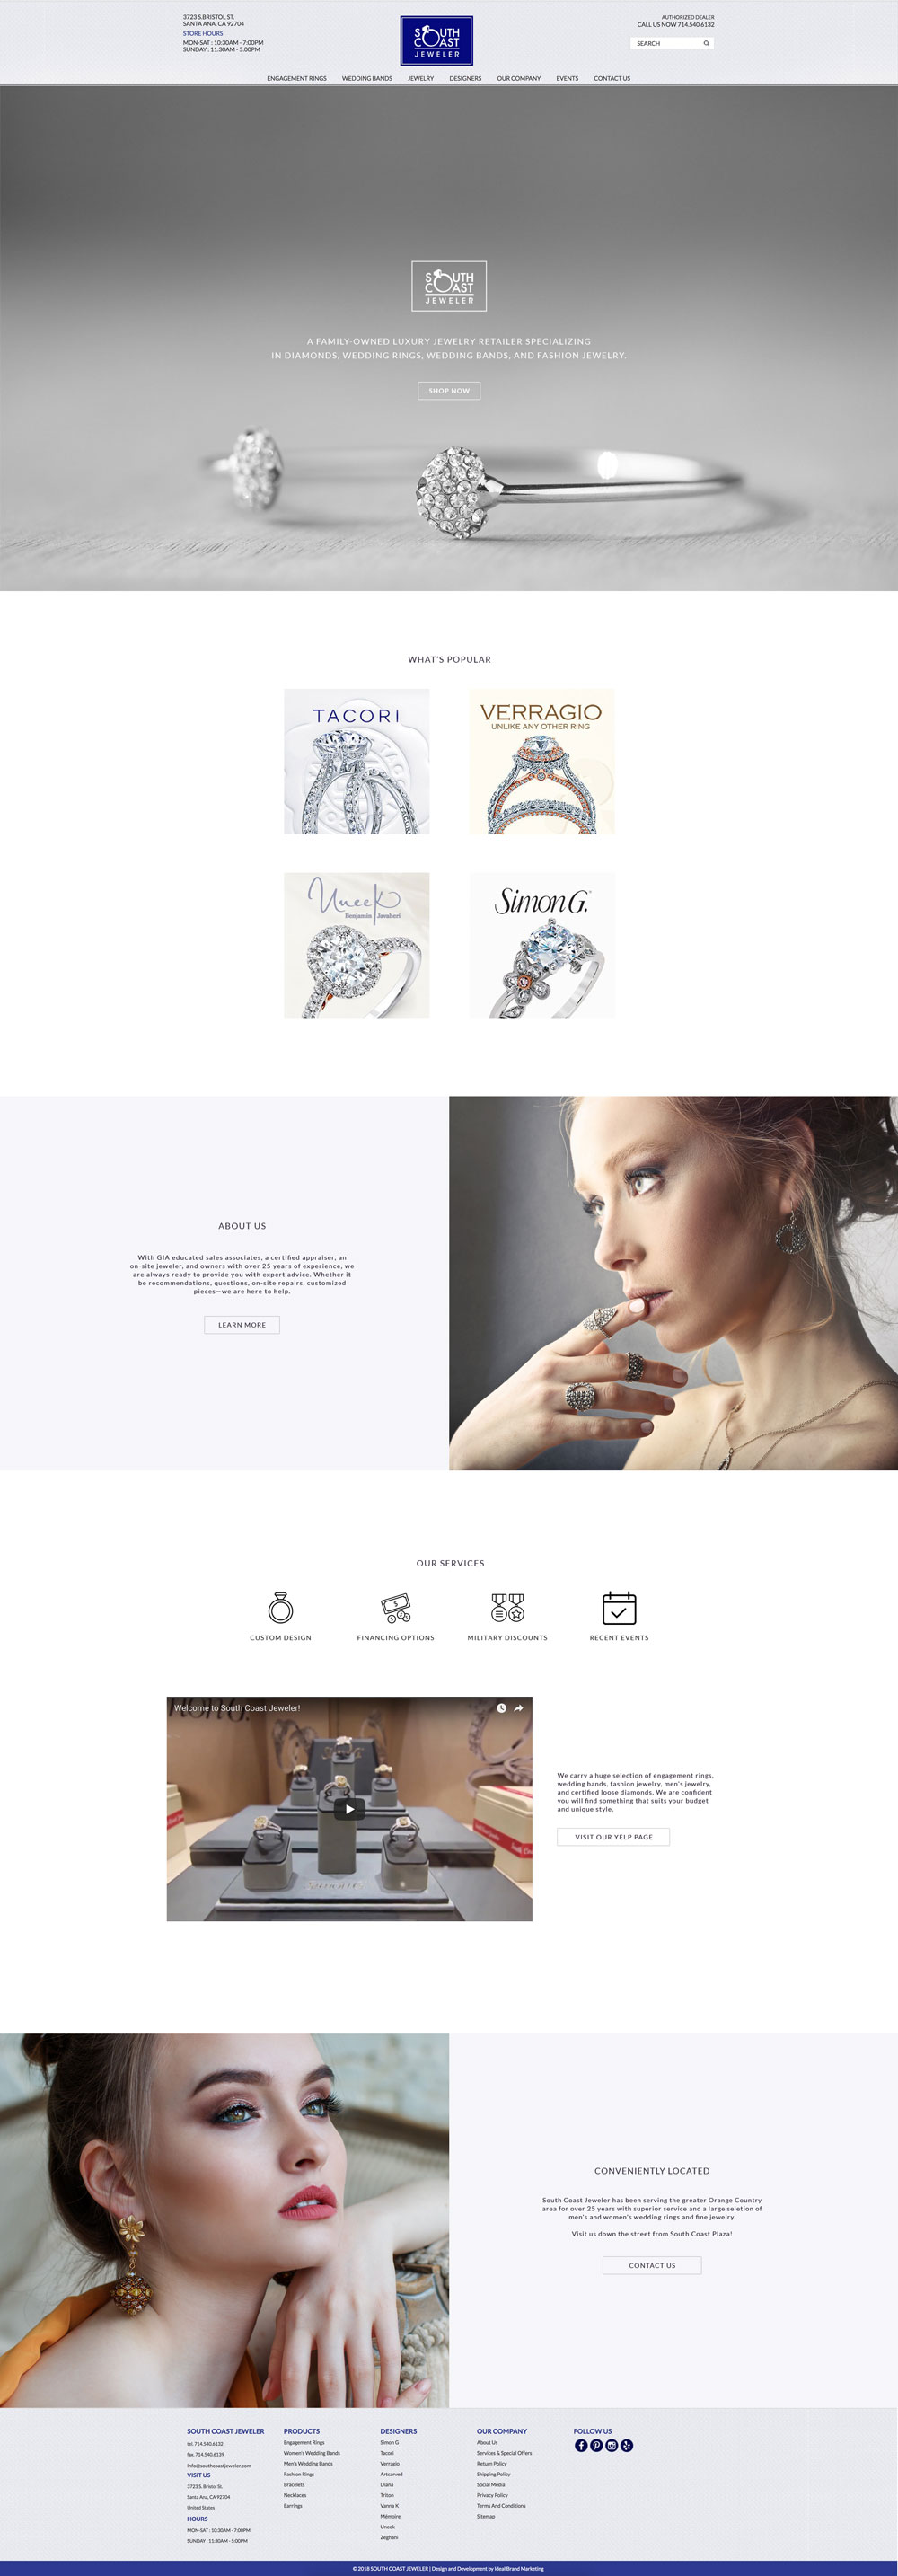 3723 S.BRISTOL ST.
SANTA ANA, CA 92704
STORE HOURS
MON-SAT : 10:30AM - 7:00PM
SUNDAY : 11:30AM - 5:00PM
SOUTH
COAST
JEWELER
AUTHORIZED DEALER
CALL US NOW 714.540.6132
SEARCH
ENGAGEMENT RINGS WEDDING BANDS JEWELRY DESIGNERS OUR COMPANY EVENTS CONTACT US
SOUTH
COAST
JEWELER
A FAMILY-OWNED LUXURY JEWELRY RETAILER SPECIALIZING
IN DIAMONDS, WEDDING RINGS, WEDDING BANDS, AND FASHION JEWELRY.
SHOP NOW
WHAT'S POPULAR
TACORI
VERRAGIO
UNLIKE ANY OTHER RING
Uneek
Benjamin Javaheri
Simon G.
ABOUT US
With GIA educated sales associates, a certified appraiser, an
on-site jeweler, and owners with over 25 years of experience, we
are always ready to provide you with expert advice. Whether it
be recommendations, questions, on-site repairs, customized
pieces—we are here to help.
LEARN MORE
OUR SERVICES
CUSTOM DESIGN FINANCING OPTIONS MILITARY DISCOUNTS RECENT EVENTS
Welcome to South Coast Jeweler!
We carry a huge selection of engagement rings,
wedding bands, fashion jewelry, men's jewelry,
and certified loose diamonds. We are confident
you will find something that suits your budget
and unique style.
VISIT OUR YELP PAGE
CONVENIENTLY LOCATED
South Coast Jeweler has been serving the greater Orange Country
area for over 25 years with superior service and a large seletion of
men's and women's wedding rings and fine jewelry.
Visit us down the street from South Coast Plaza!
CONTACT US
SOUTH COAST JEWELER
tel. 714.540.6132
fax. 714.540.6139
Info@southcoastjeweler.com
VISIT US
3723 S. Bristol St.
Santa Ana, CA 92704
United States
HOURS
MON-SAT : 10:30AM - 7:00PM
SUNDAY : 11:30AM - 5:00PM
PRODUCTS
Engagement Rings
Women's Wedding Bands
Men's Wedding Bands
Fashion Rings
Bracelets
Necklaces
Earrings
DESIGNERS
Simon G
Tacori
Verragio
Artcarved
Diana
Triton
Vanna K
Mémoire
Uneek
Zeghani
OUR COMPANY
About Us
Services & Special Offers
Return Policy
Shipping Policy
Social Media
Privacy Policy
Terms And Conditions
Sitemap
FOLLOW US
© 2018 SOUTH COAST JEWELER | Design and Development by Ideal Brand Marketing